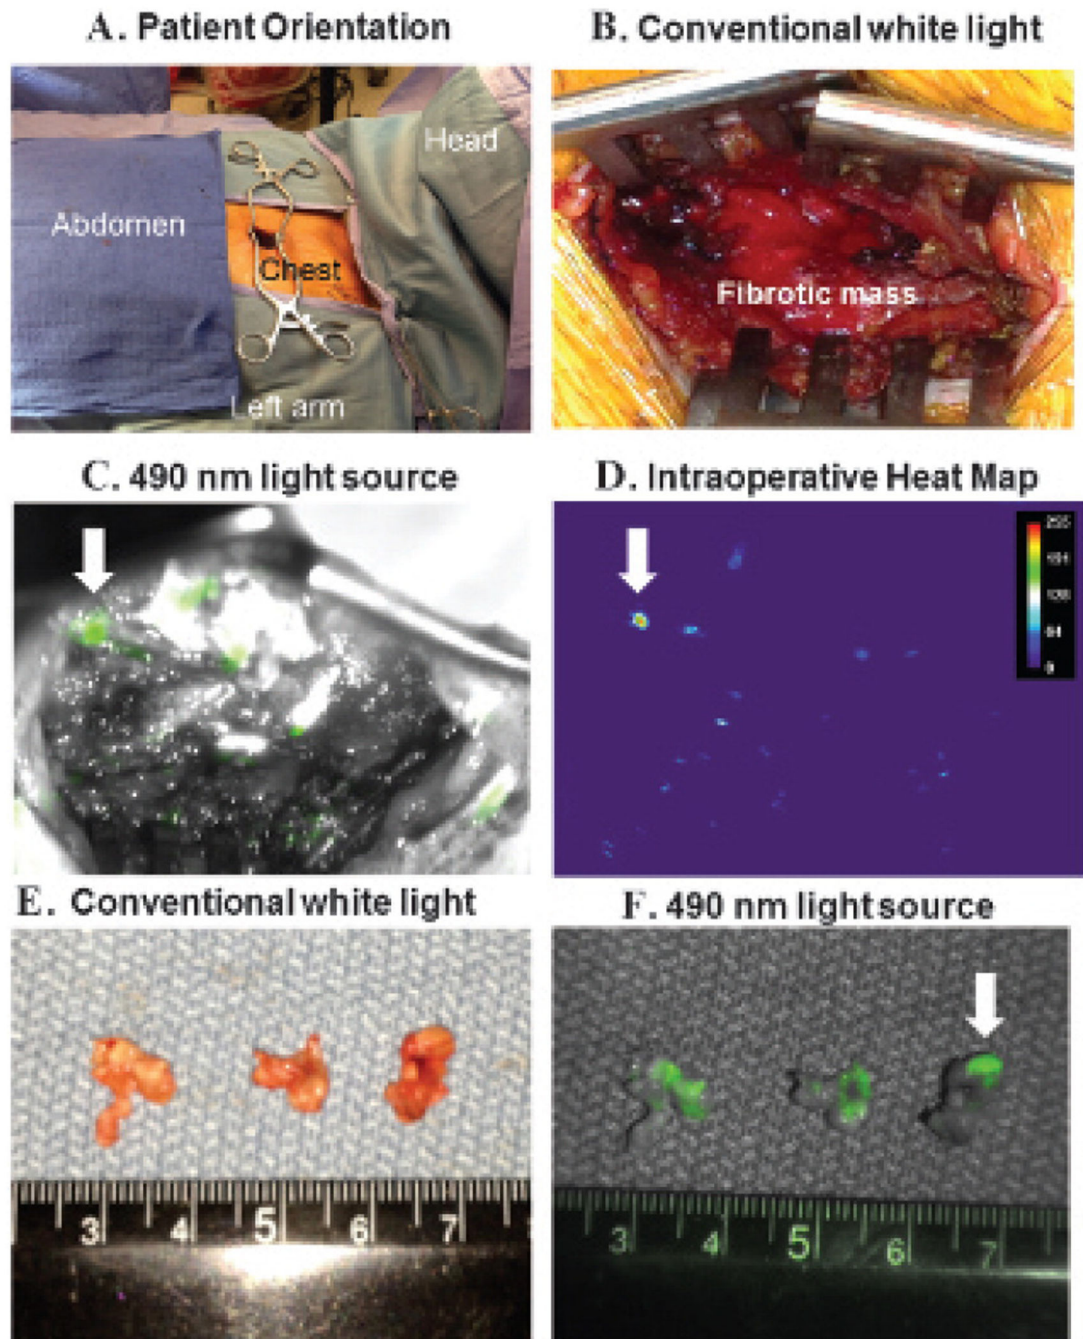 A. Patient Orientation
B. Conventional white light
Head
Abdomen
Chest
Left arm
Fibrotic mass
C. 490 nm light source
D. Intraoperative Heat Map
0
E. Conventional white light
F. 490 nm light source
3 4 5 6 7
3 4 5 6 7